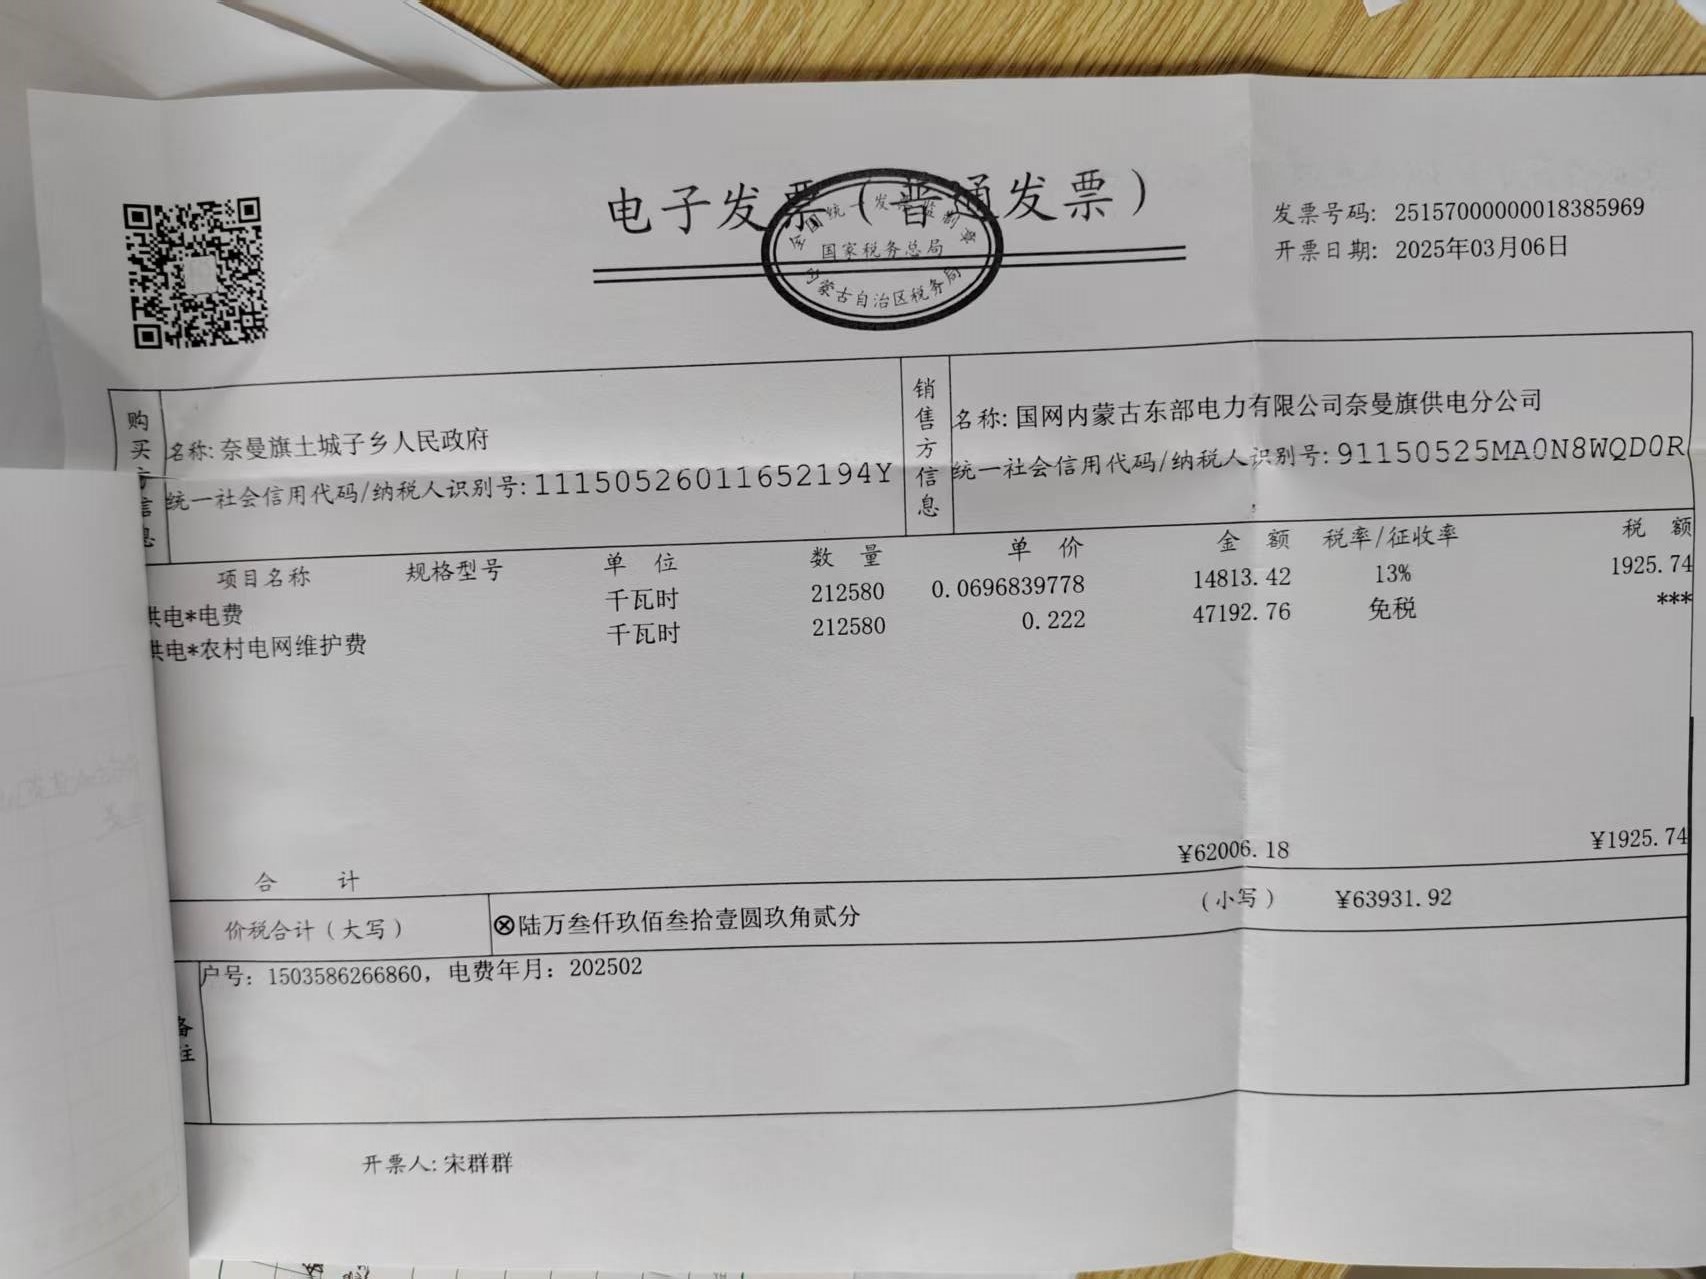 电子发票（普通发票）
全国统一发票监制章
国家税务总局
内蒙古自治区税务局
发票号码: 25157000000018385969
开票日期: 2025年03月06日
购买方信息
名称: 奈曼旗土城子乡人民政府
统一社会信用代码/纳税人识别号: 11150526011652194Y
销售方信息
名称: 国网内蒙古东部电力有限公司奈曼旗供电分公司
统一社会信用代码/纳税人识别号: 91150525MA0N8WQD0R
项目名称 规格型号 单 位 数 量 单 价 金 额 税率/征收率 税 额
供电*电费 千瓦时 212580 0.0696839778 14813.42 13% 1925.74
供电*农村电网维护费 千瓦时 212580 0.222 47192.76 免税 ***
合 计 ¥62006.18 ¥1925.74
价税合计（大写） ⊗陆万叁仟玖佰叁拾壹圆玖角贰分 （小写） ¥63931.92
备注
户号: 1503586266860, 电费年月: 202502
开票人: 宋群群